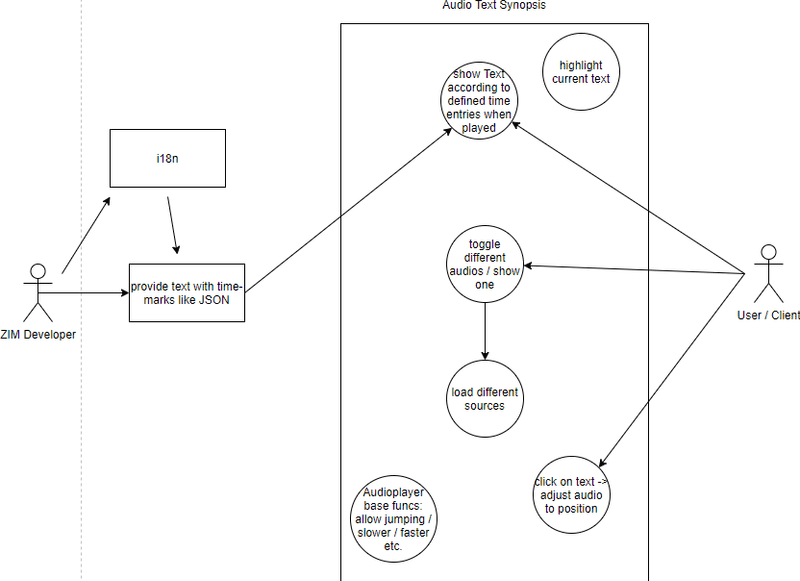 Audio Text Synopsis
highlight
current text
show Text
according to
defined time
entries when
played
i18n
toggle
different
audios / show
one
provide text with time-
marks like JSON
User / Client
ZIM Developer
load different
sources
click on text ->
adjust audio
to position
Audioplayer
base funcs:
allow jumping /
slower / faster
etc.